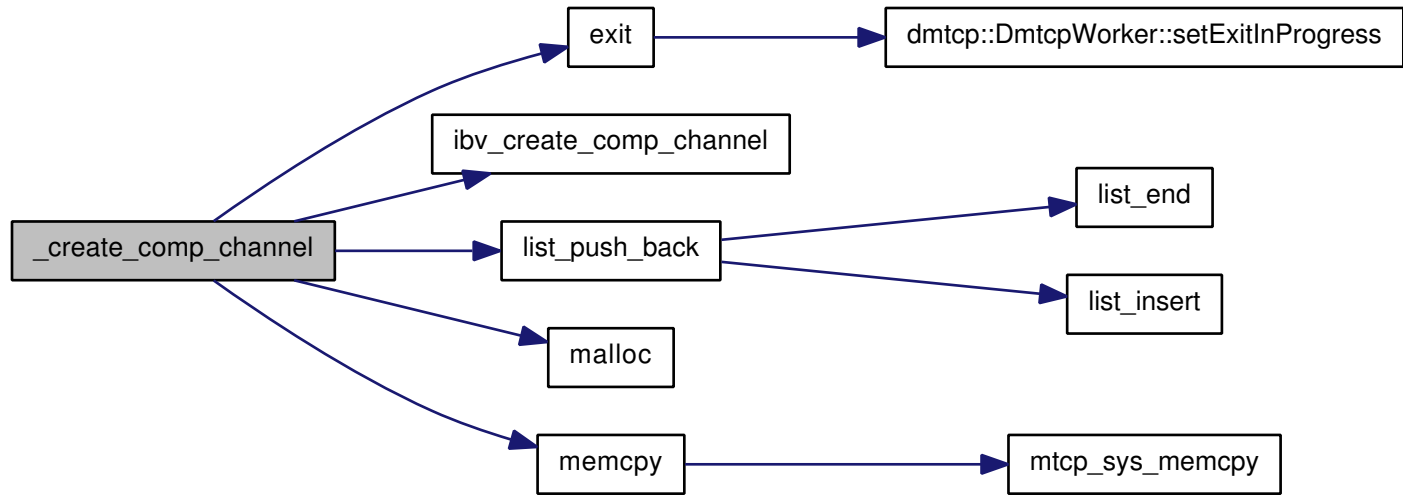 exit
dmtcp::DmtcpWorker::setExitInProgress
ibv_create_comp_channel
list_end
_create_comp_channel
list_push_back
list_insert
malloc
memcpy
mtcp_sys_memcpy